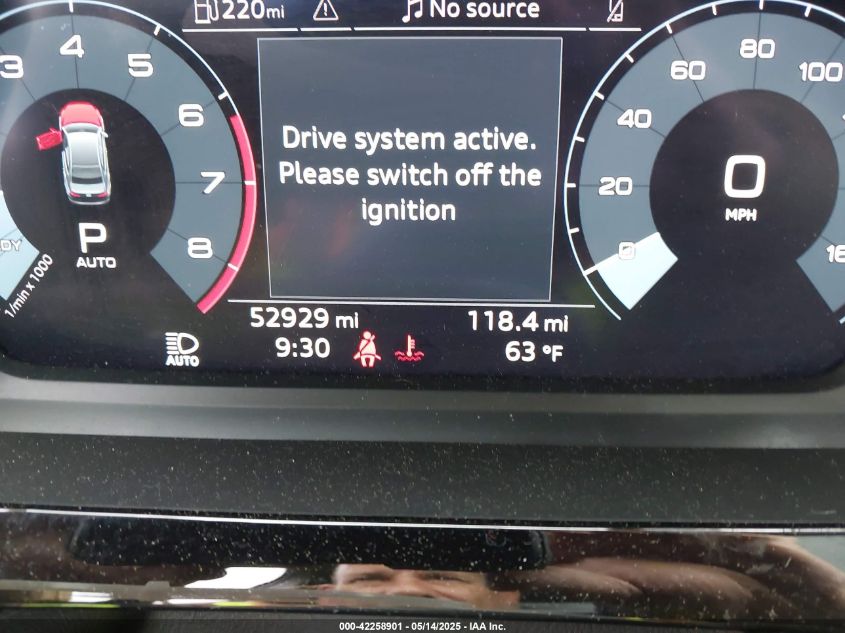 220mi
No source
4
80
3
5
60
100
6
40
Drive system active.
Please switch off the
ignition
7
20
0
MPH
P
AUTO
8
0
1/min x 1000
52929 mi
118.4 mi
AUTO
9:30
63 °F
000-42258901 - 05/14/2025 - IAA Inc.